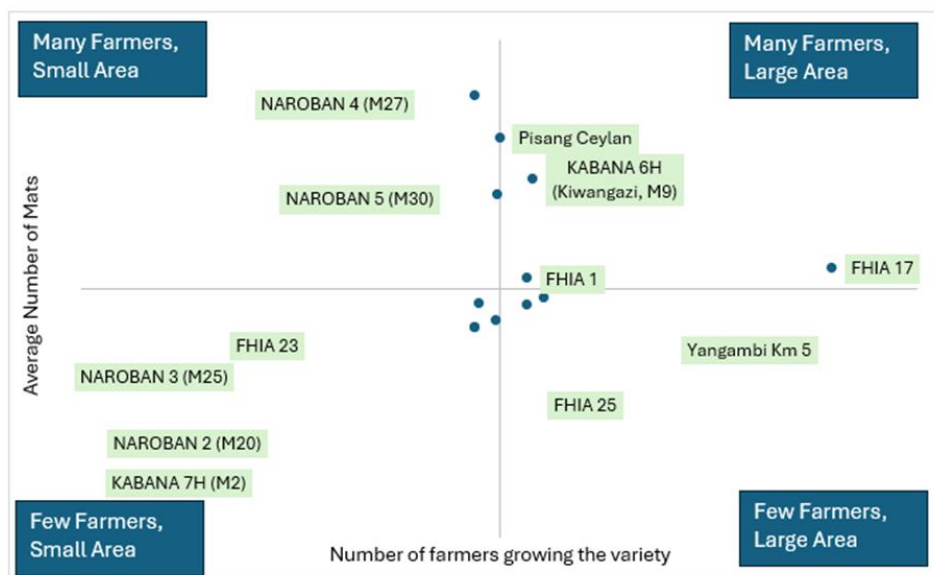 Many Farmers,
Small Area
Many Farmers,
Large Area
NAROBAN 4 (M27)
Pisang Ceylan
KABANA 6H
(Kiwangazi, M9)
NAROBAN 5 (M30)
Average Number of Mats
FHIA 17
FHIA 1
FHIA 23
Yangambi Km 5
NAROBAN 3 (M25)
FHIA 25
NAROBAN 2 (M20)
KABANA 7H (M2)
Few Farmers,
Small Area
Few Farmers,
Large Area
Number of farmers growing the variety